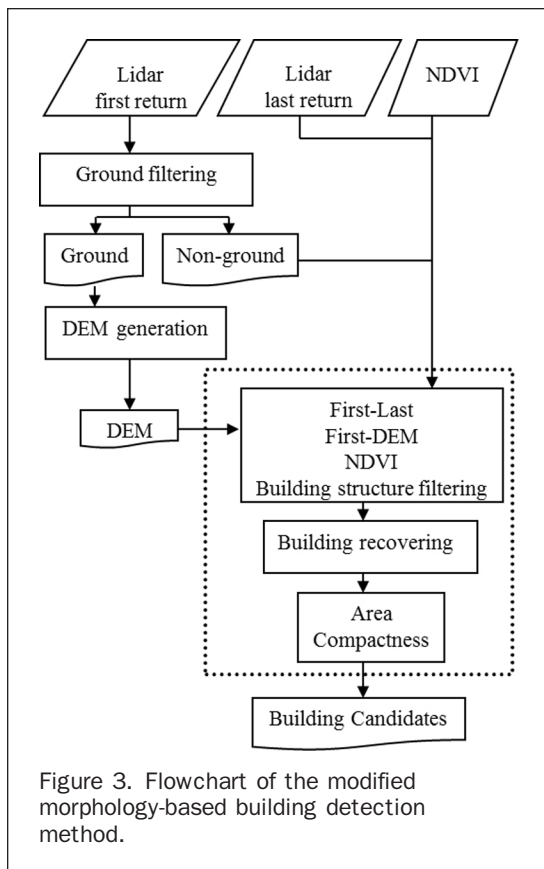 Lidar
first return
Lidar
last return
NDVI
Ground filtering
Ground
Non-ground
DEM generation
DEM
First-Last
First-DEM
NDVI
Building structure filtering
Building recovering
Area
Compactness
Building Candidates
Figure 3. Flowchart of the modified
morphology-based building detection
method.